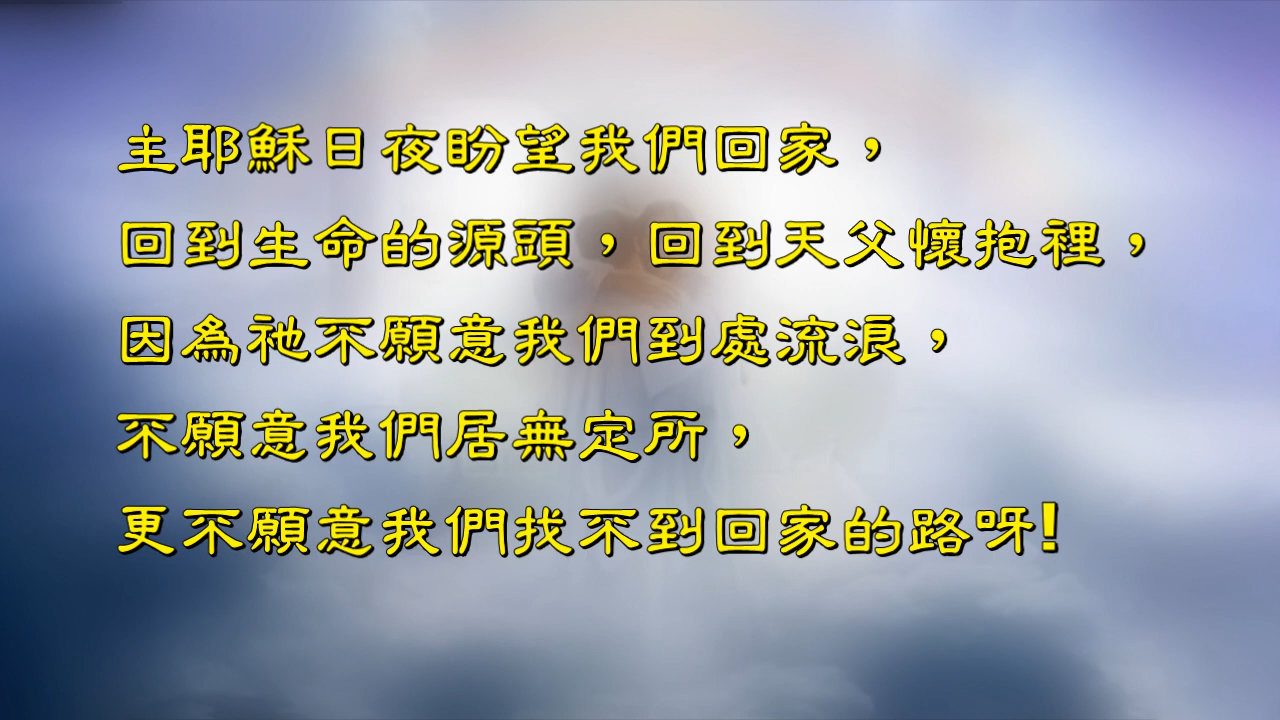 主耶穌日夜盼望我們回家，
回到生命的源頭，回到天父懷抱裡，
因為祂不願意我們到處流浪，
不願意我們居無定所，
更不願意我們找不到回家的路呀!